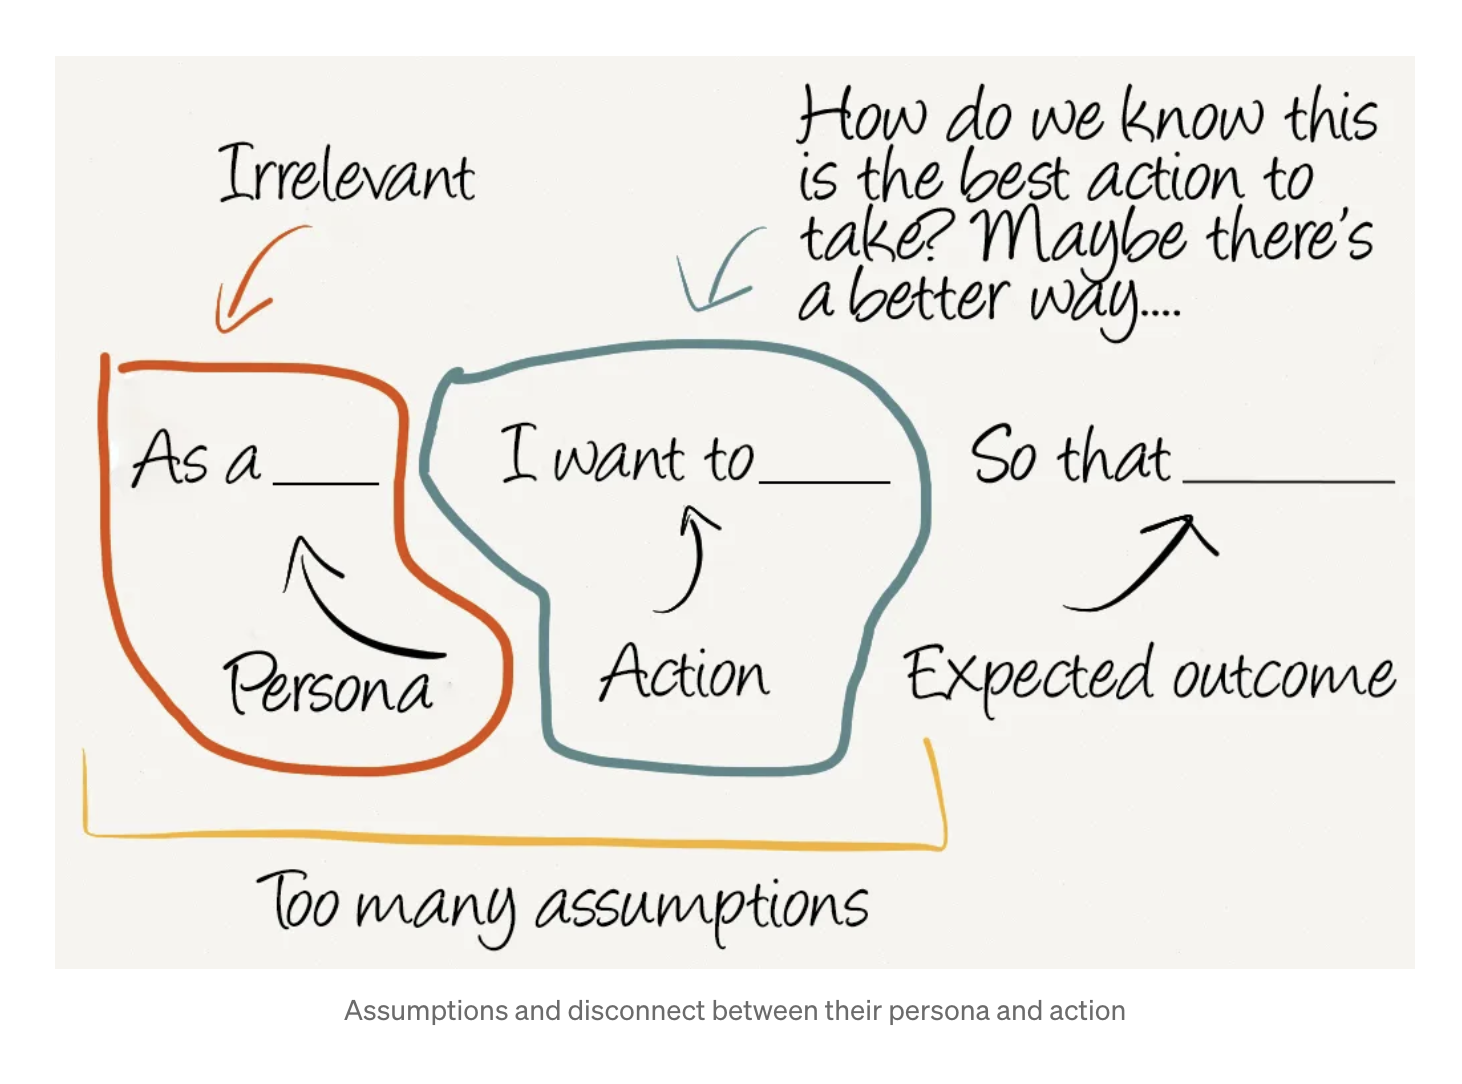 Irrelevant
How do we know this
is the best action to
take? Maybe there's
a better way....
As a ____
I want to ____
So that ____
Persona
Action
Expected outcome
Too many assumptions
Assumptions and disconnect between their persona and action